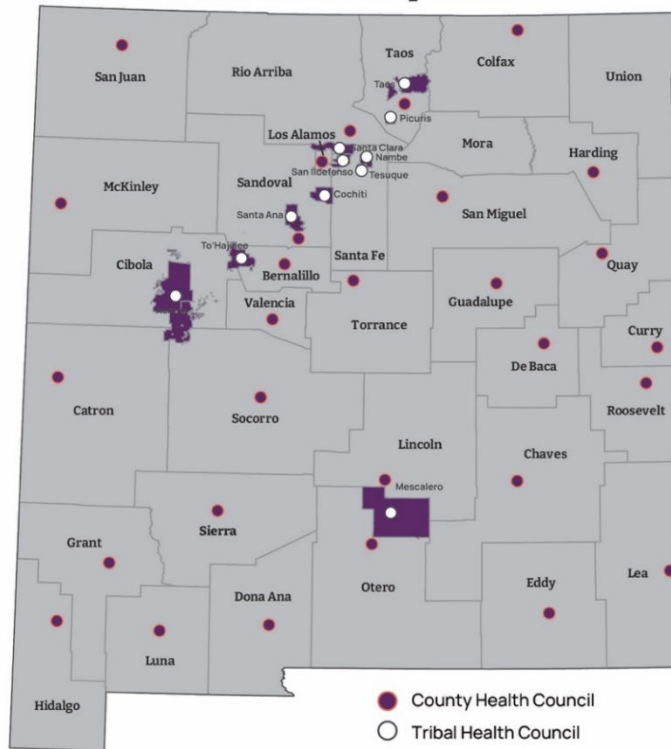 Taos
Colfax
San Juan
Rio Arriba
Union
Taos
Picuris
Los Alamos
Santa Clara
Mora
Nambe
Harding
San Ildefonso
Tesuque
McKinley
Sandoval
Cochiti
San Miguel
Santa Ana
To'Hajiilee
Santa Fe
Cibola
Bernalillo
Quay
Valencia
Guadalupe
Torrance
Curry
De Baca
Catron
Socorro
Roosevelt
Lincoln
Chaves
Mescalero
Sierra
Grant
Otero
Eddy
Lea
Dona Ana
Luna
Hidalgo
County Health Council
Tribal Health Council